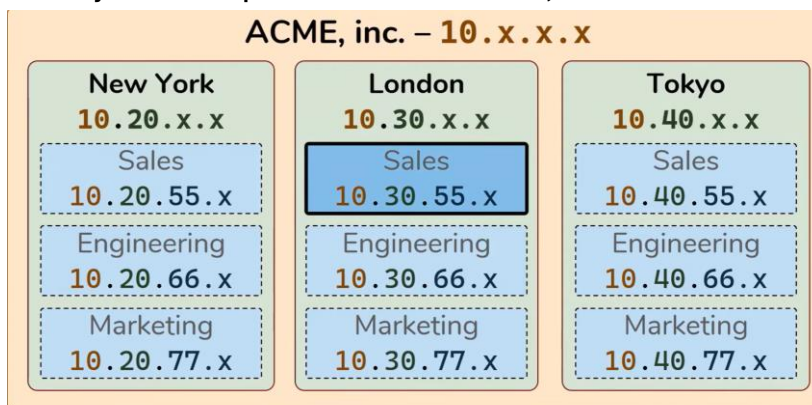 ACME, inc. – 10.x.x.x
New York
10.20.x.x
Sales
10.20.55.x
Engineering
10.20.66.x
Marketing
10.20.77.x
London
10.30.x.x
Sales
10.30.55.x
Engineering
10.30.66.x
Marketing
10.30.77.x
Tokyo
10.40.x.x
Sales
10.40.55.x
Engineering
10.40.66.x
Marketing
10.40.77.x